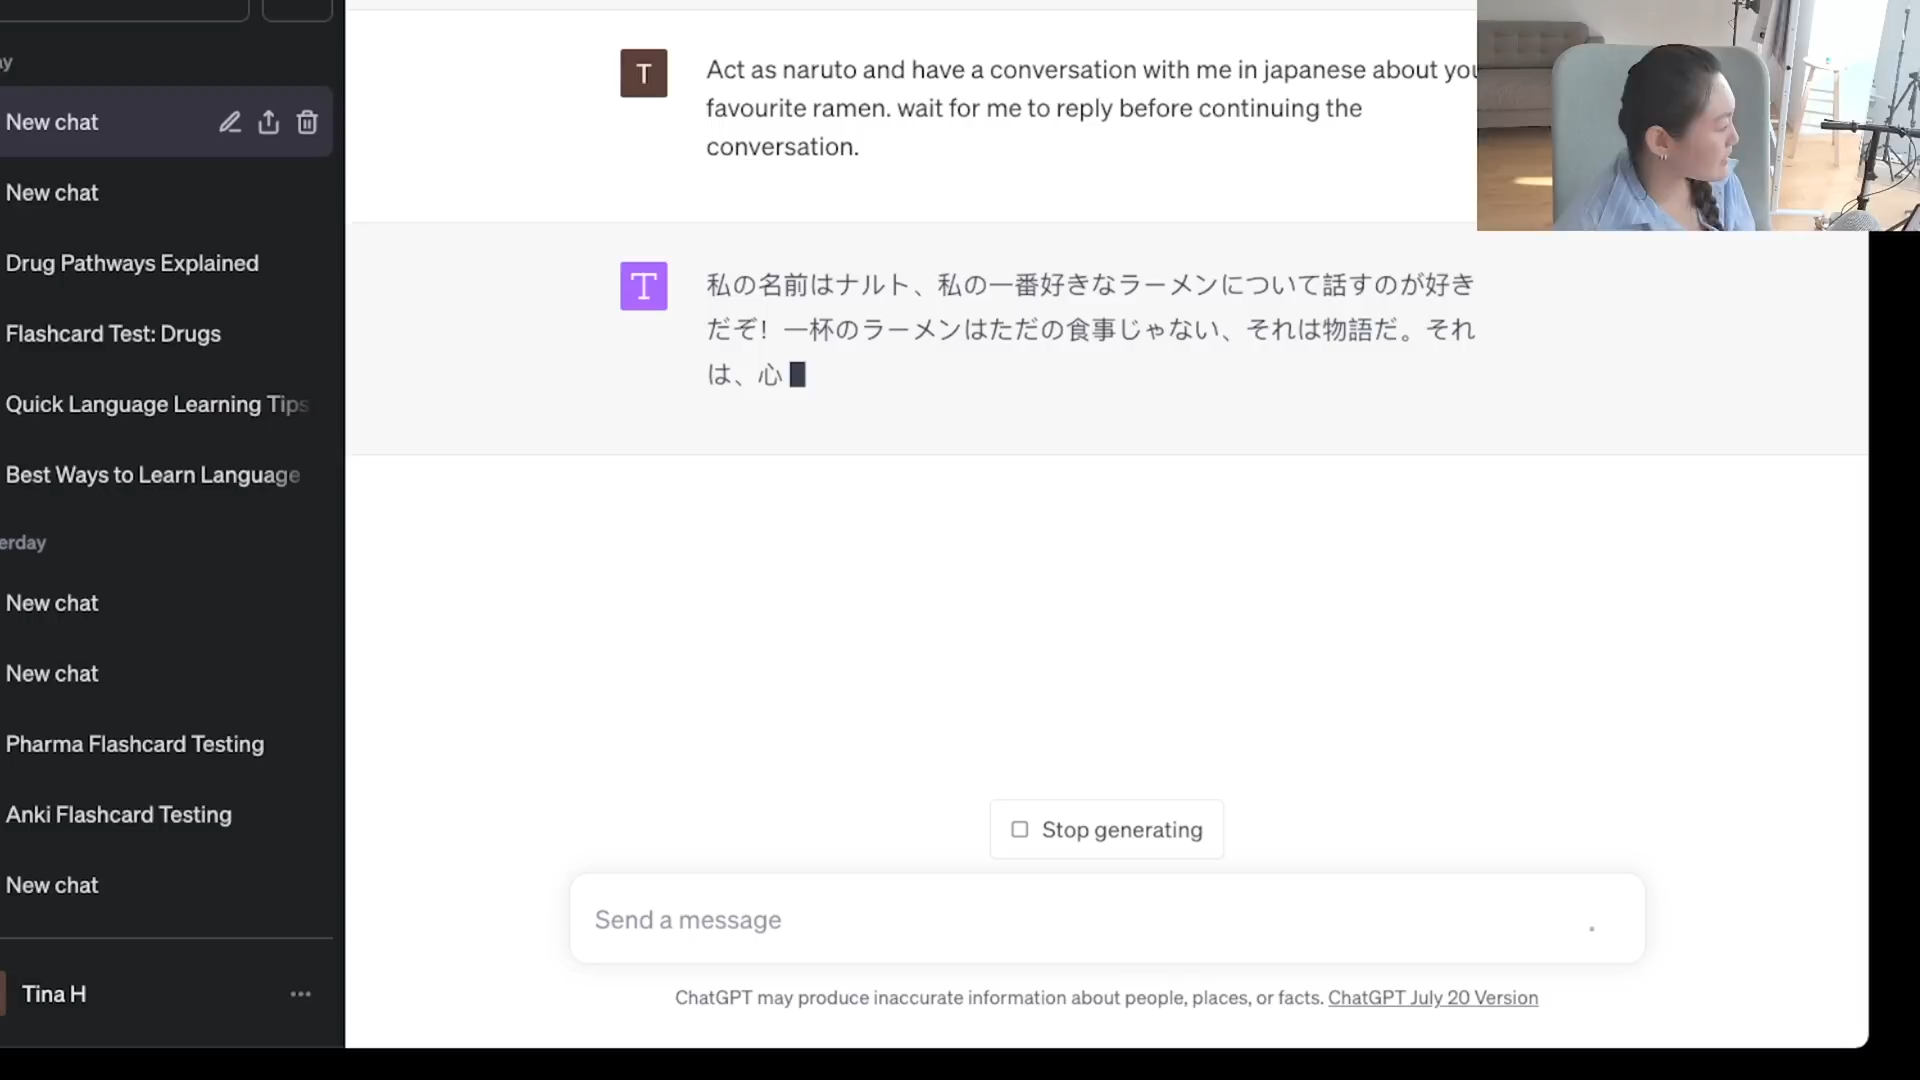 ay
New chat
New chat
Drug Pathways Explained
Flashcard Test: Drugs
Quick Language Learning Tips
Best Ways to Learn Language
erday
New chat
New chat
Pharma Flashcard Testing
Anki Flashcard Testing
New chat
Tina H
T
Act as naruto and have a conversation with me in japanese about you
favourite ramen. wait for me to reply before continuing the
conversation.
T
私の名前はナルト、私の一番好きなラーメンについて話すのが好き
だぞ！一杯のラーメンはただの食事じゃない、それは物語だ。それ
は、心
Stop generating
Send a message
ChatGPT may produce inaccurate information about people, places, or facts. ChatGPT July 20 Version